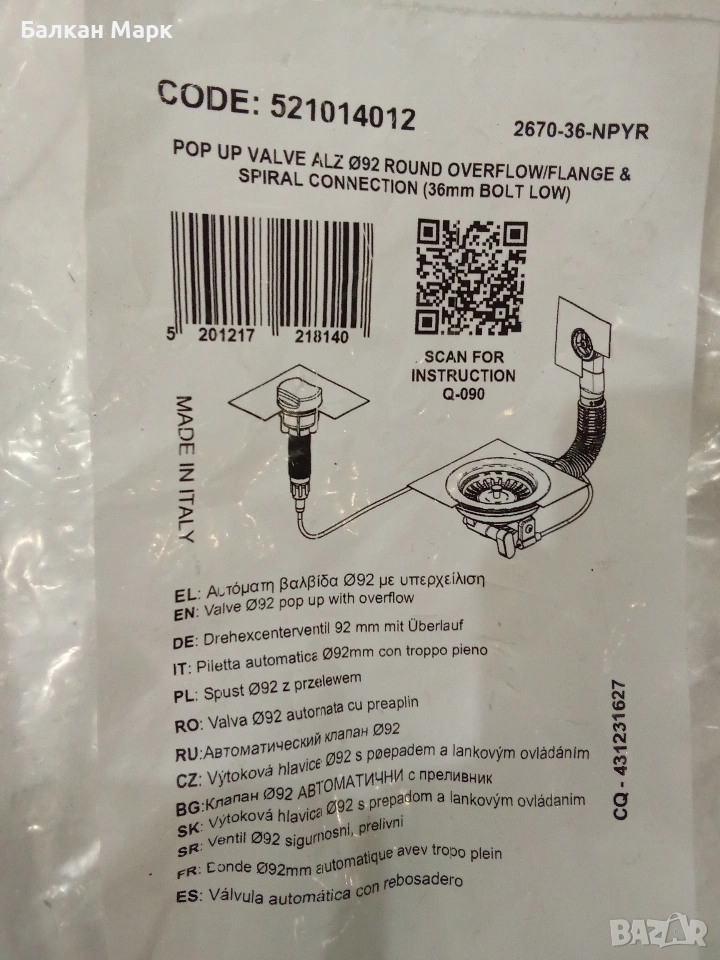 Балкан Марк
CODE: 521014012
2670-36-NPYR
POP UP VALVE ALZ Ø92 ROUND OVERFLOW/FLANGE &
SPIRAL CONNECTION (36mm BOLT LOW)
5 201217 218140
SCAN FOR
INSTRUCTION
Q-090
MADE IN ITALY
EL: Αυτόματη βαλβίδα Ø92 με υπερχείλιση
EN: Valve Ø92 pop up with overflow
DE: Drehexcenterventil 92 mm mit Überlauf
IT: Piletta automatica Ø92mm con troppo pieno
PL: Spust Ø92 z przelewem
RO: Valva Ø92 automata cu preaplin
RU:Автоматический клапан Ø92
CZ: Výtoková hlavice Ø92 s pøepadem a lankovým ovládáním
BG:Клапан Ø92 АВТОМАТИЧНИ с преливник
SK: Výtoková hlavica Ø92 s prepadom a lankovým ovládaním
SR: Ventil Ø92 sigurnosni, prelivni
FR: Bonde Ø92mm automatique avev tropo plein
ES: Válvula automática con rebosadero
CQ - 431231627
BAZAR